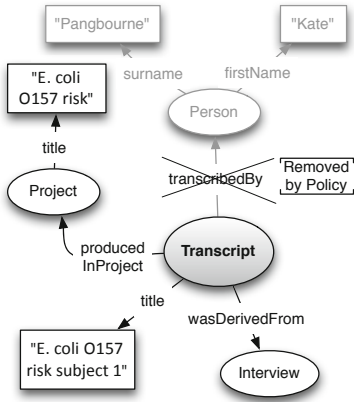 "Pangbourne"
"Kate"
surname
firstName
"E. coli
O157 risk"
Person
title
transcribedBy
Removed
by Policy
Project
produced
InProject
Transcript
title
wasDerivedFrom
"E. coli O157
risk subject 1"
Interview